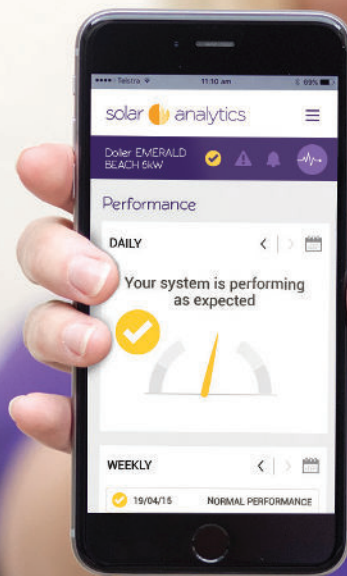 Telstra 11:10 am 69%
solar analytics
Doller EMERALD
BEACH 5kW
Performance
DAILY
Your system is performing
as expected
WEEKLY
19/04/15 NORMAL PERFORMANCE